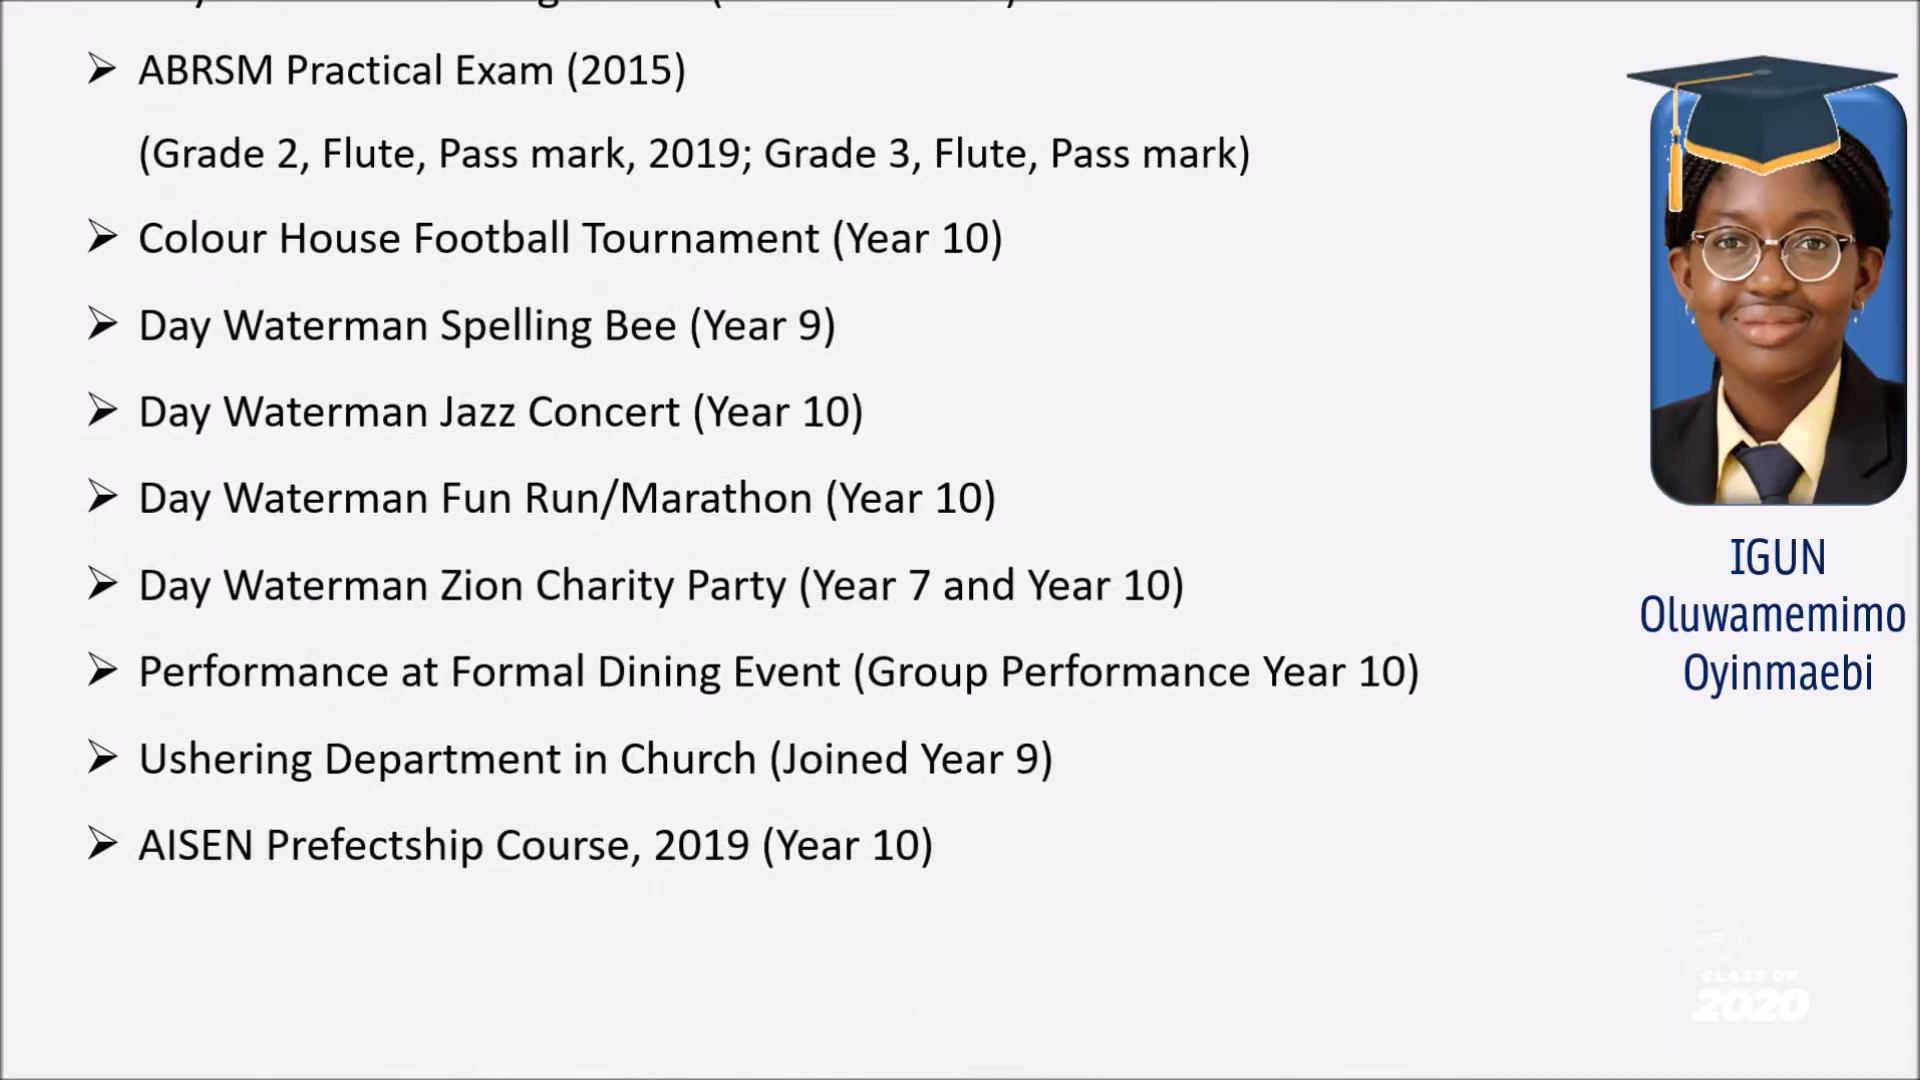 ➢ ABRSM Practical Exam (2015)
(Grade 2, Flute, Pass mark, 2019; Grade 3, Flute, Pass mark)
➢ Colour House Football Tournament (Year 10)
➢ Day Waterman Spelling Bee (Year 9)
➢ Day Waterman Jazz Concert (Year 10)
➢ Day Waterman Fun Run/Marathon (Year 10)
➢ Day Waterman Zion Charity Party (Year 7 and Year 10)
➢ Performance at Formal Dining Event (Group Performance Year 10)
➢ Ushering Department in Church (Joined Year 9)
➢ AISEN Prefectship Course, 2019 (Year 10)
IGUN
Oluwamemimo
Oyinmaebi
CLASS OF
2020